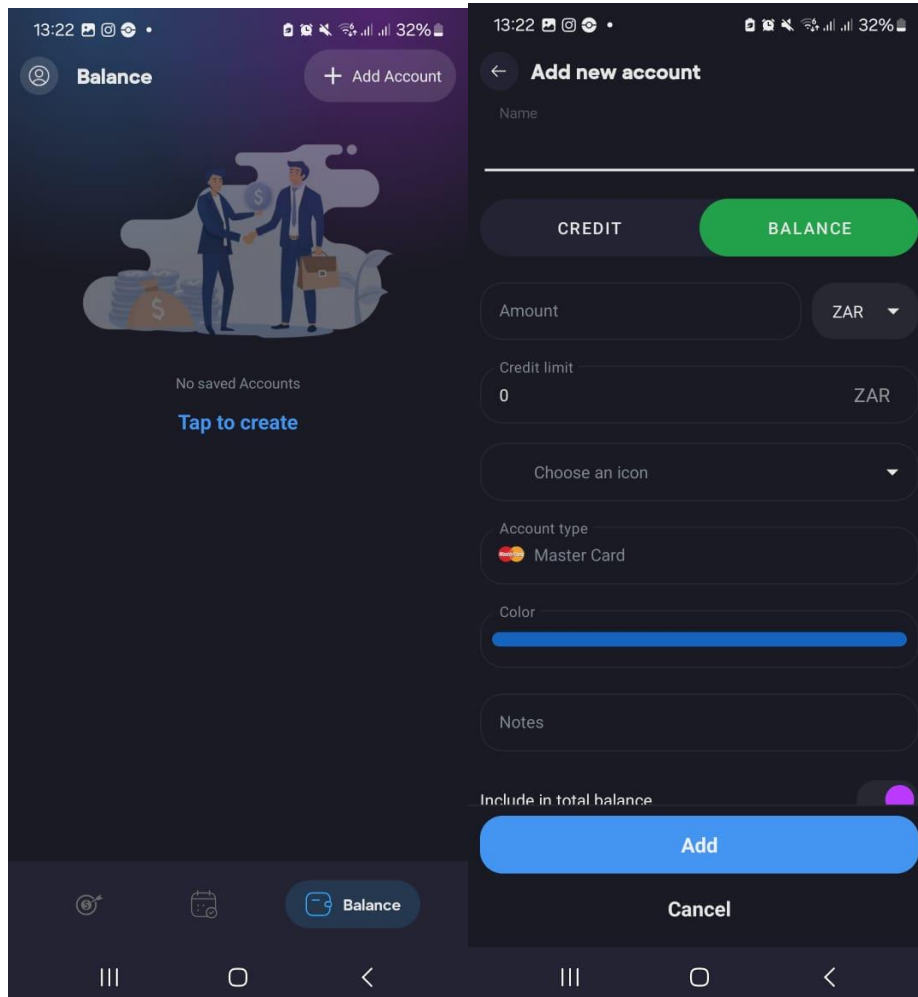 13:22 32%
Balance
+ Add Account
$
$
No saved Accounts
Tap to create
Balance
13:22 32%
Add new account
Name
CREDIT BALANCE
Amount ZAR
Credit limit
0 ZAR
Choose an icon
Account type
Master Card
Color
Notes
Include in total balance
Add
Cancel